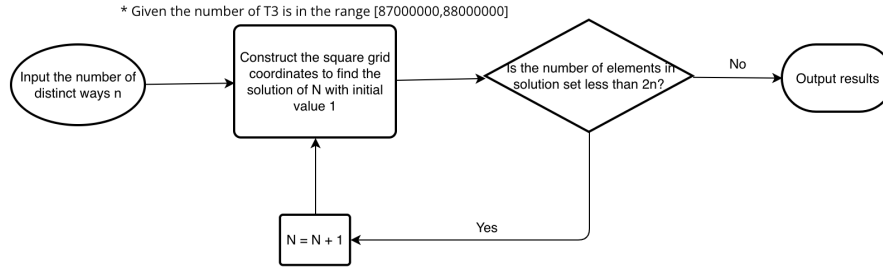 * Given the number of T3 is in the range [87000000,88000000]
Input the number of
distinct ways n
Construct the square grid
coordinates to find the
solution of N with initial
value 1
Is the number of elements in
solution set less than 2n?
No
Output results
Yes
N = N + 1